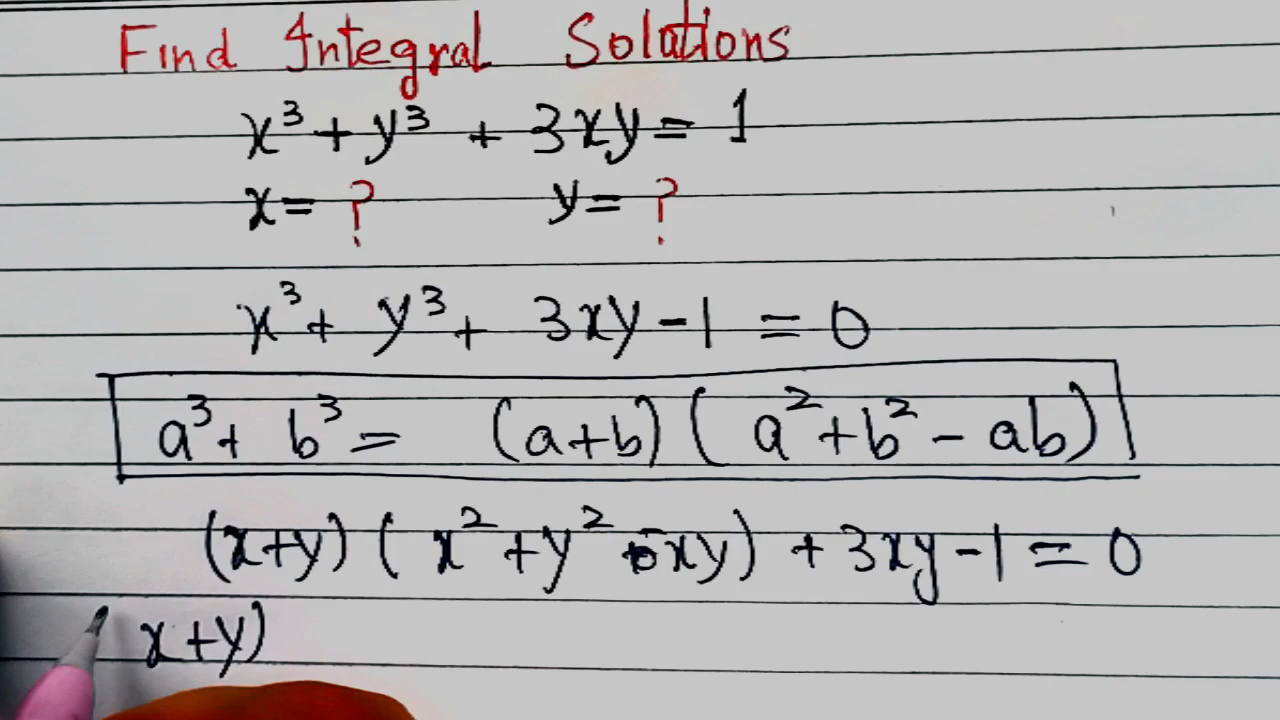 Find Integral Solutions
x³ + y³ + 3xy = 1
x = ? y = ?
x³ + y³ + 3xy - 1 = 0
a³ + b³ = (a+b) ( a² + b² - ab)
(x+y) ( x² + y² - xy) + 3xy - 1 = 0
( x+y)